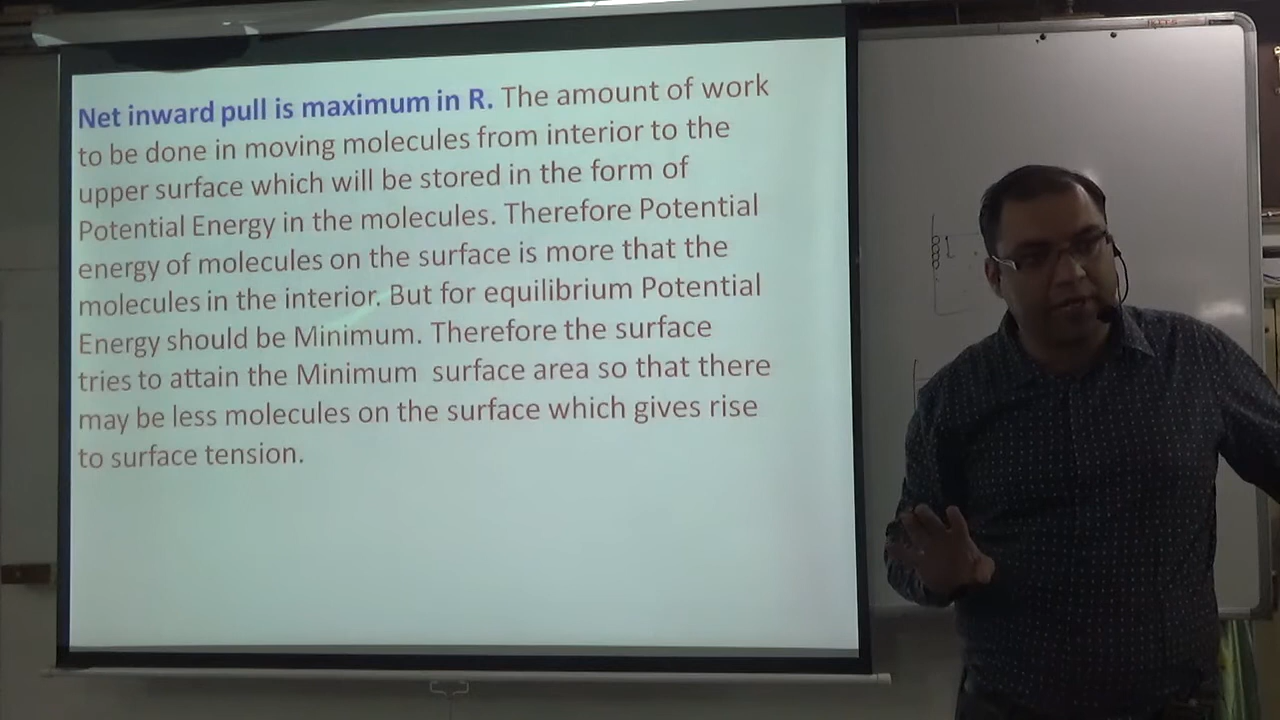 Net inward pull is maximum in R. The amount of work
to be done in moving molecules from interior to the
upper surface which will be stored in the form of
Potential Energy in the molecules. Therefore Potential
energy of molecules on the surface is more that the
molecules in the interior. But for equilibrium Potential
Energy should be Minimum. Therefore the surface
tries to attain the Minimum surface area so that there
may be less molecules on the surface which gives rise
to surface tension.